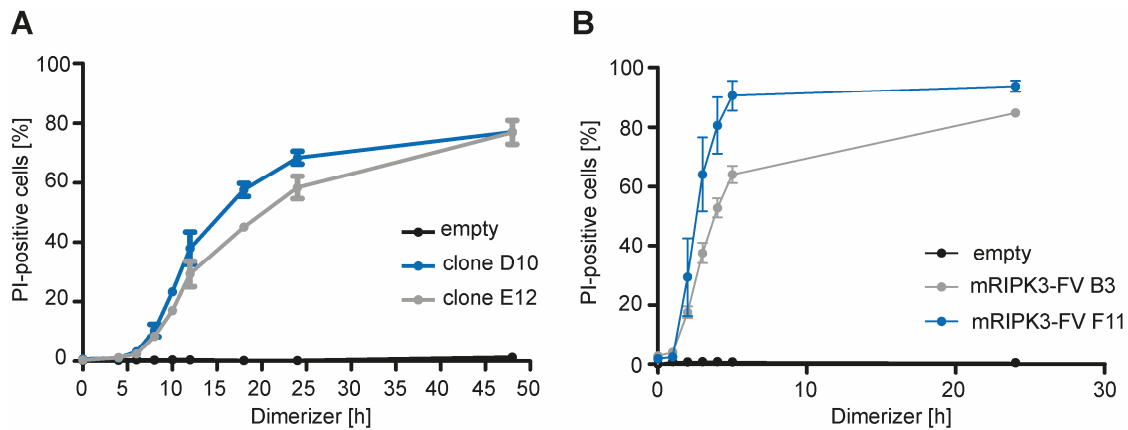 A
100
80
60
40
20
0
PI-positive cells [%]
empty
clone D10
clone E12
0 5 10 15 20 25 30 35 40 45 50
Dimerizer [h]
B
100
80
60
40
20
0
PI-positive cells [%]
empty
mRIPK3-FV B3
mRIPK3-FV F11
0 10 20 30
Dimerizer [h]